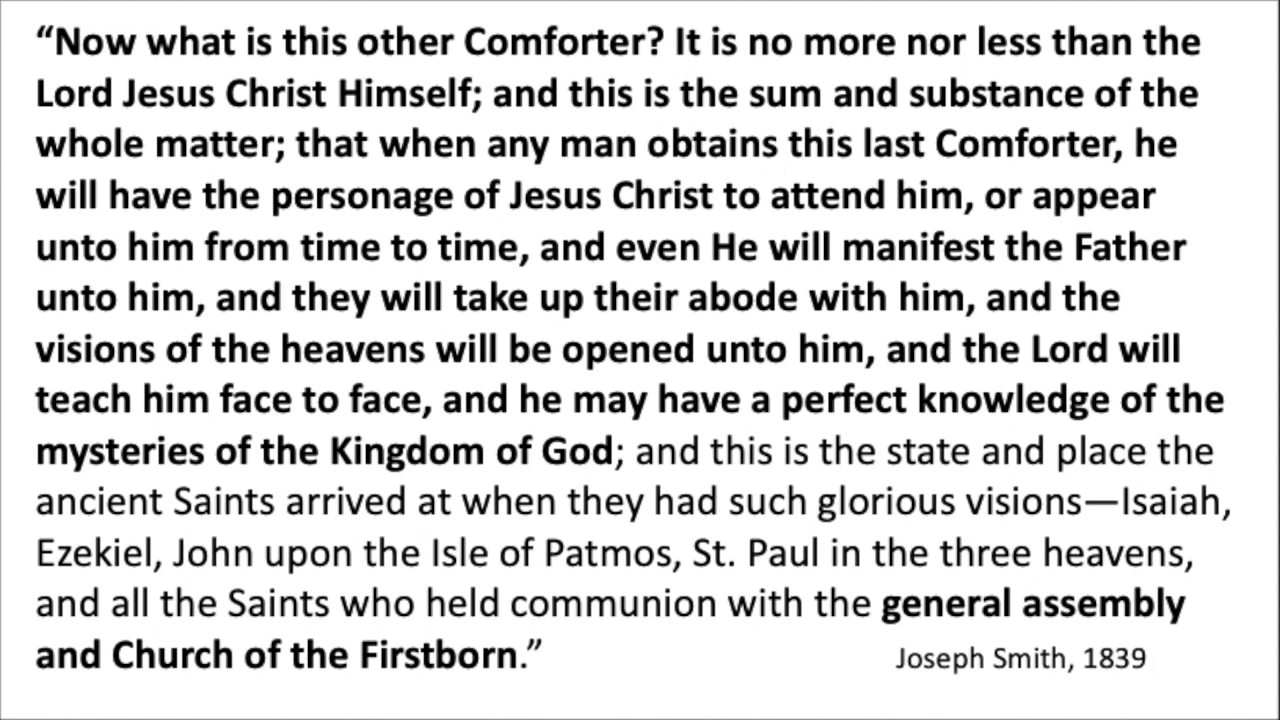 “Now what is this other Comforter? It is no more nor less than the
Lord Jesus Christ Himself; and this is the sum and substance of the
whole matter; that when any man obtains this last Comforter, he
will have the personage of Jesus Christ to attend him, or appear
unto him from time to time, and even He will manifest the Father
unto him, and they will take up their abode with him, and the
visions of the heavens will be opened unto him, and the Lord will
teach him face to face, and he may have a perfect knowledge of the
mysteries of the Kingdom of God; and this is the state and place the
ancient Saints arrived at when they had such glorious visions—Isaiah,
Ezekiel, John upon the Isle of Patmos, St. Paul in the three heavens,
and all the Saints who held communion with the general assembly
and Church of the Firstborn.”
Joseph Smith, 1839